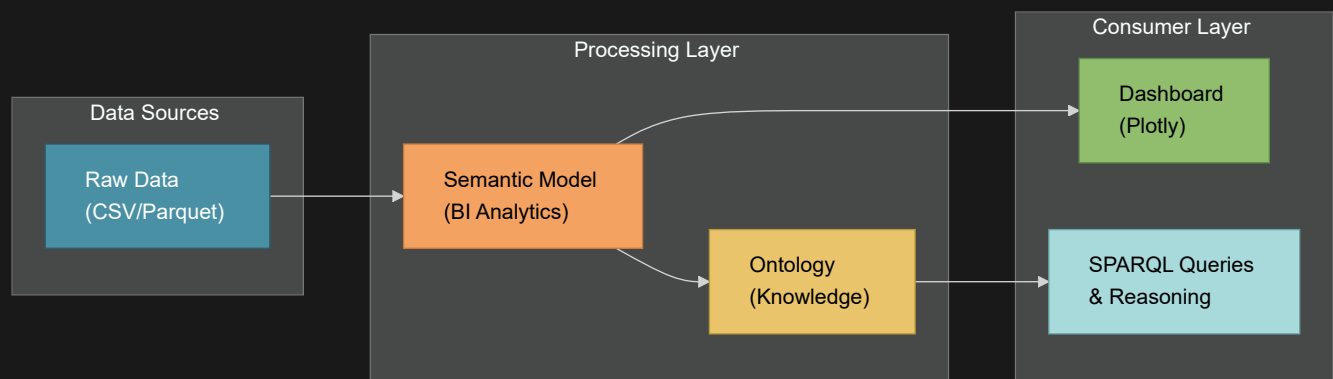 Data Sources
Raw Data
(CSV/Parquet)
Processing Layer
Semantic Model
(BI Analytics)
Ontology
(Knowledge)
Consumer Layer
Dashboard
(Plotly)
SPARQL Queries
& Reasoning